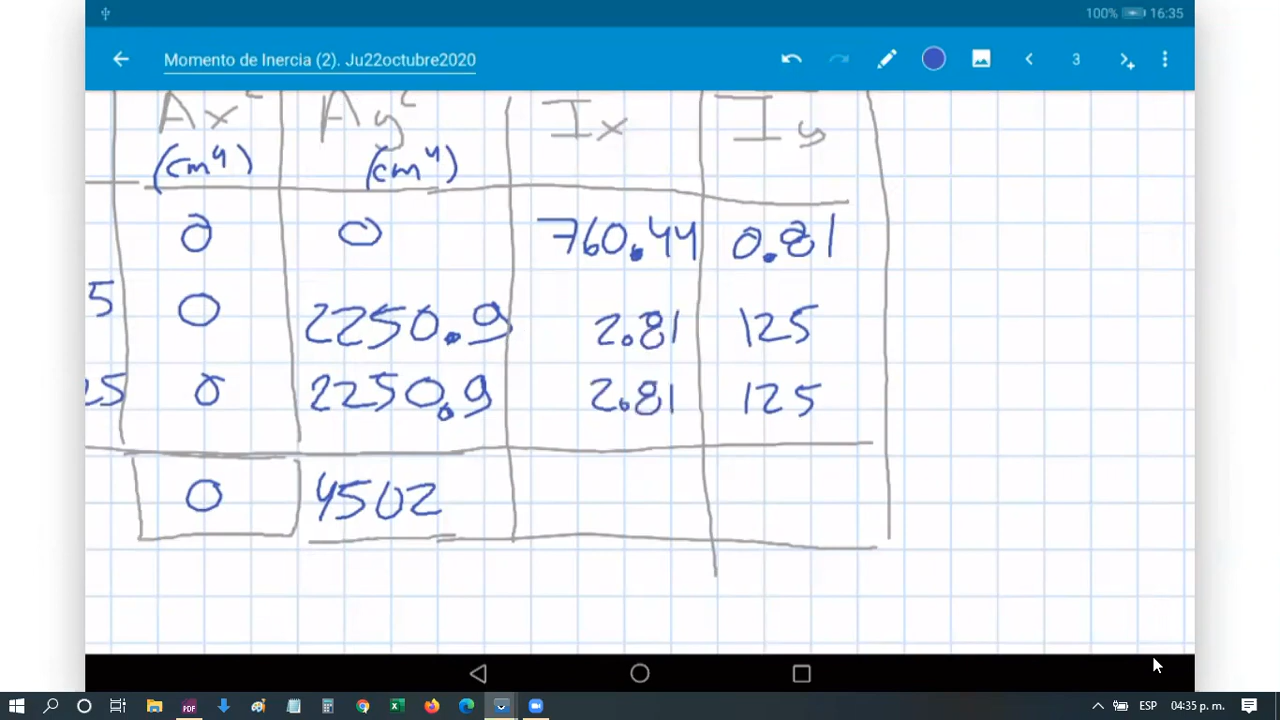 100% 16:35
Momento de Inercia (2). Ju22octubre2020 3
Ax² Ay² Ix Iy
(cm⁴) (cm⁴)
0 0 760.44 0.81
5 0 2250.9 2.81 125
25 0 2250.9 2.81 125
0 4502
ESP 04:35 p. m.